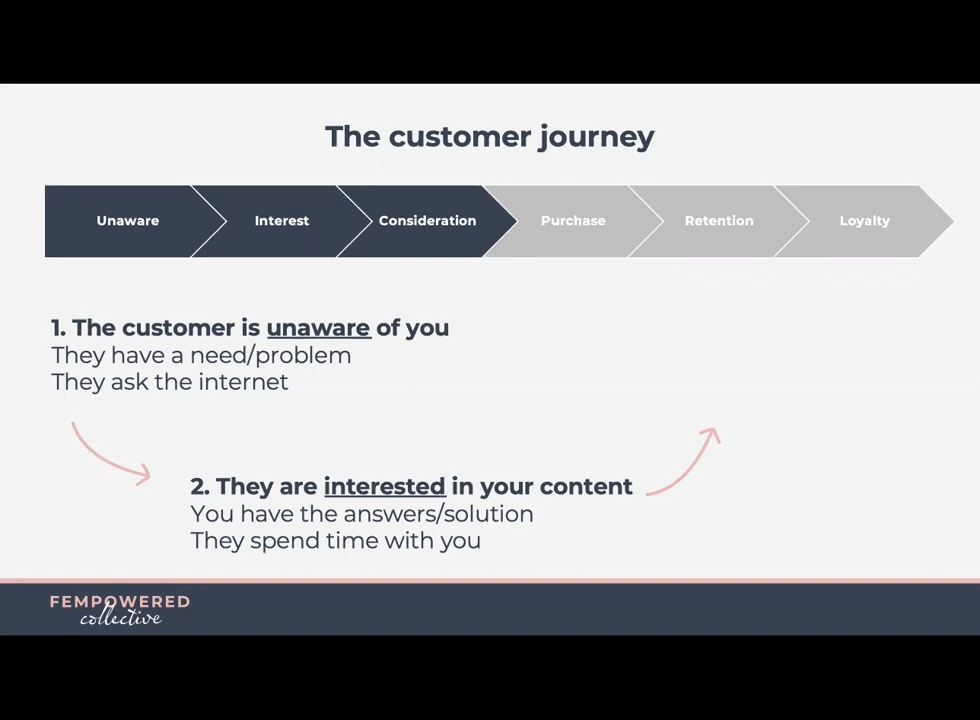 The customer journey
Unaware
Interest
Consideration
Purchase
Retention
Loyalty
1. The customer is unaware of you
They have a need/problem
They ask the internet
2. They are interested in your content
You have the answers/solution
They spend time with you
FEMPOWERED
collective